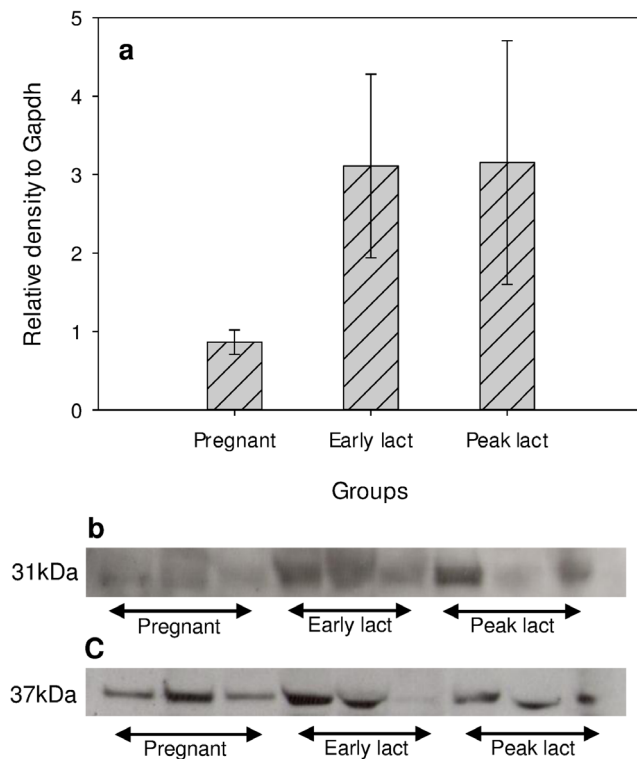 5
a
4
3
2
1
0
Relative density to Gapdh
Pregnant Early lact Peak lact
Groups
b
31kDa
Pregnant Early lact Peak lact
C
37kDa
Pregnant Early lact Peak lact